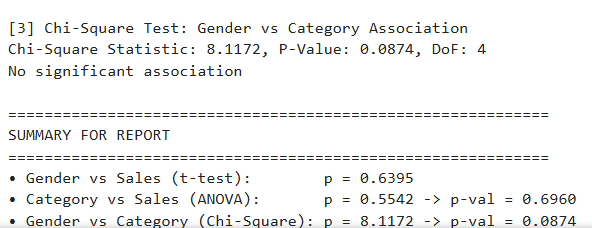 [3] Chi-Square Test: Gender vs Category Association
Chi-Square Statistic: 8.1172, P-Value: 0.0874, DoF: 4
No significant association
============================================================
SUMMARY FOR REPORT
============================================================
• Gender vs Sales (t-test): p = 0.6395
• Category vs Sales (ANOVA): p = 0.5542 -> p-val = 0.6960
• Gender vs Category (Chi-Square): p = 8.1172 -> p-val = 0.0874